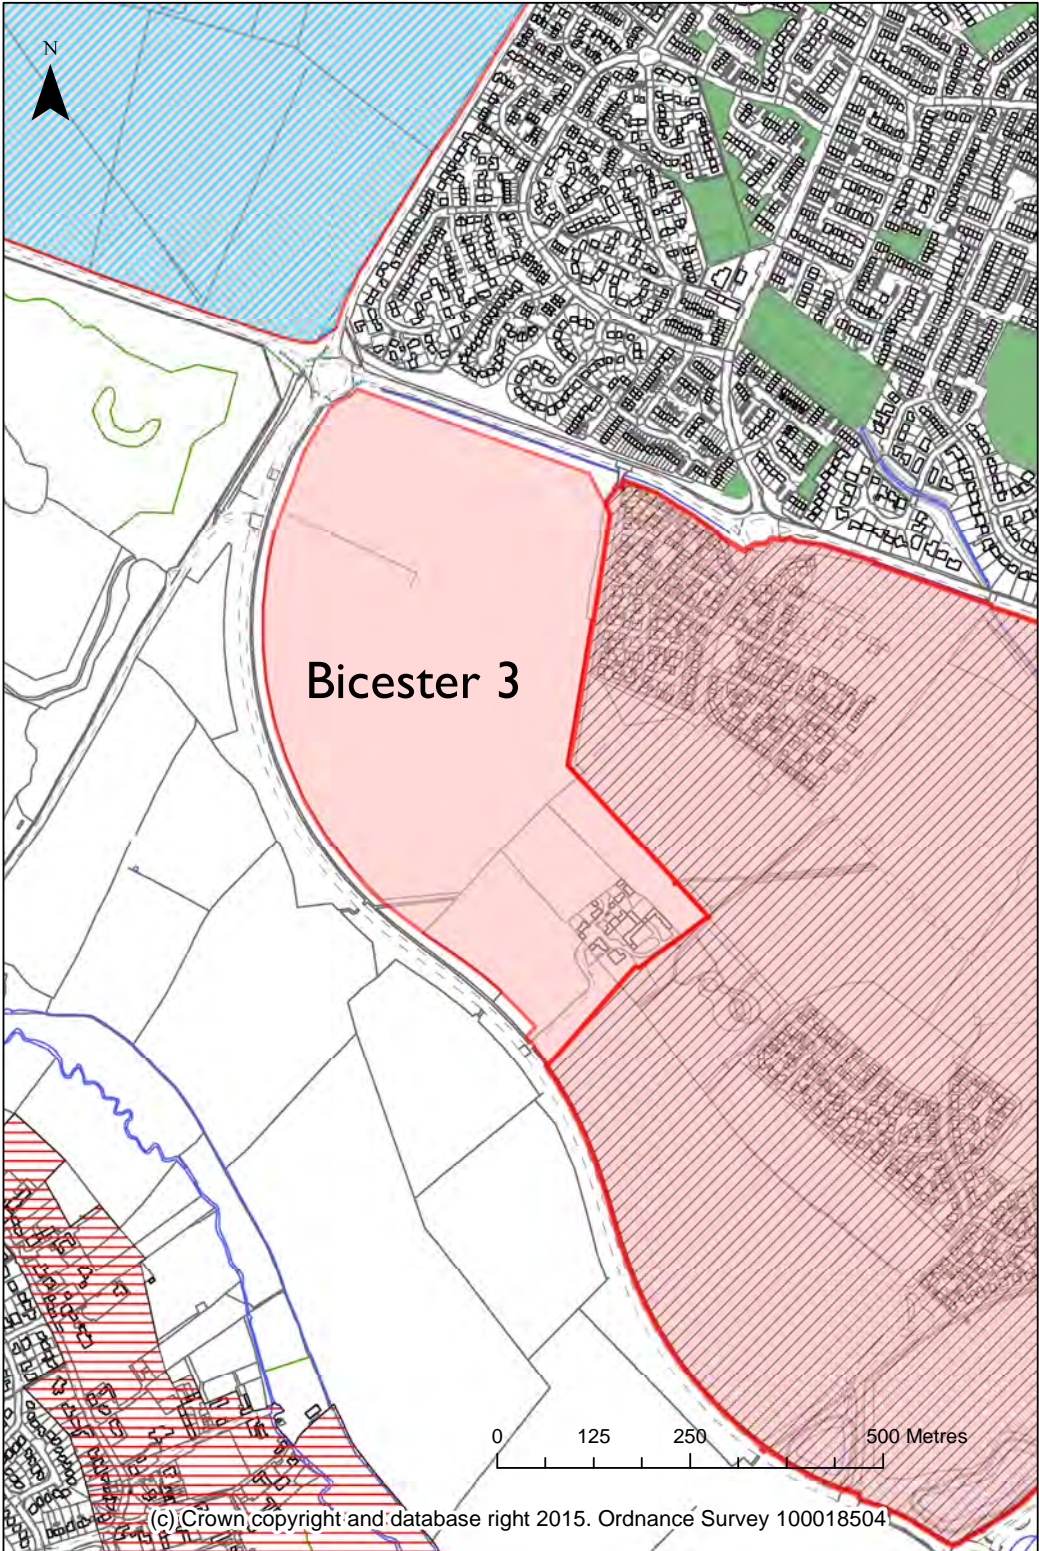 N
Bicester 3
0 125 250 500 Metres
(c) Crown copyright and database right 2015. Ordnance Survey 100018504